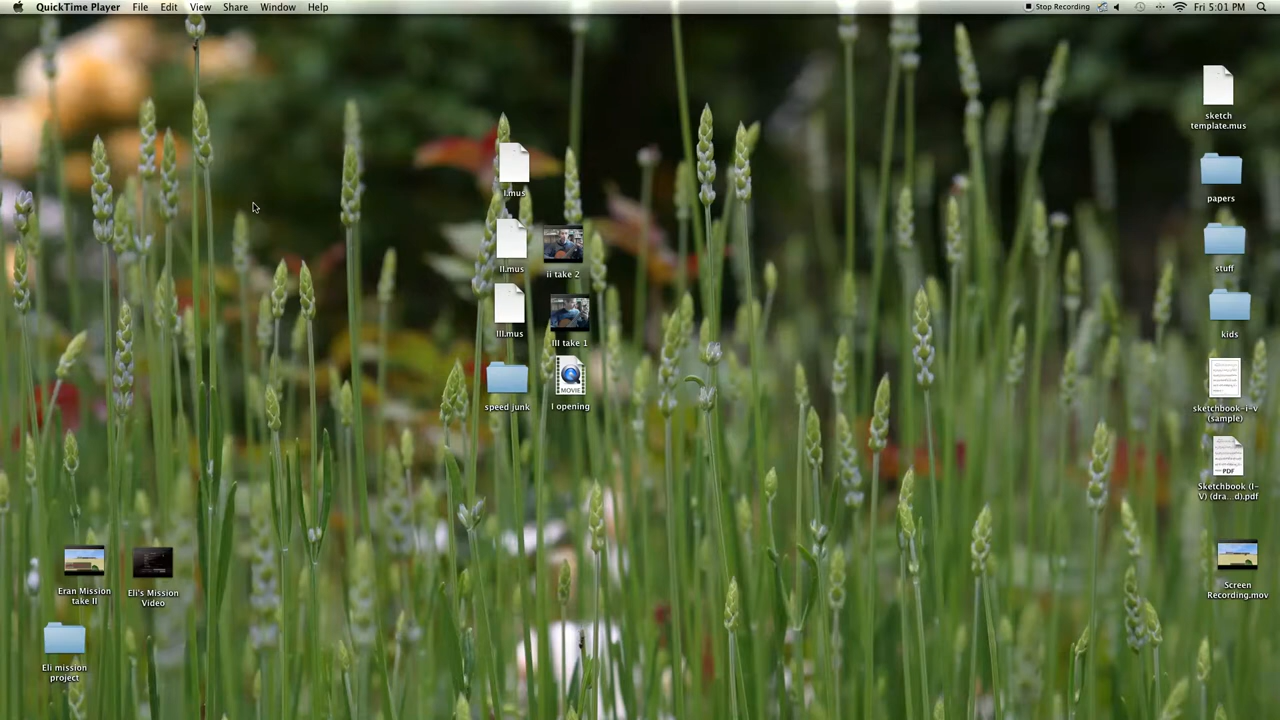 QuickTime Player File Edit View Share Window Help
Stop Recording Fri 5:01 PM
sketch
template.mus
papers
stuff
kids
sketchbook-i-v
(sample)
PDF
Sketchbook (I-
V) (dra...d).pdf
Screen
Recording.mov
I.mus
II.mus
ii take 2
III.mus
III take 1
speed junk
MOVIE
I opening
Eran Mission
take II
Eli's Mission
Video
Eli mission
project